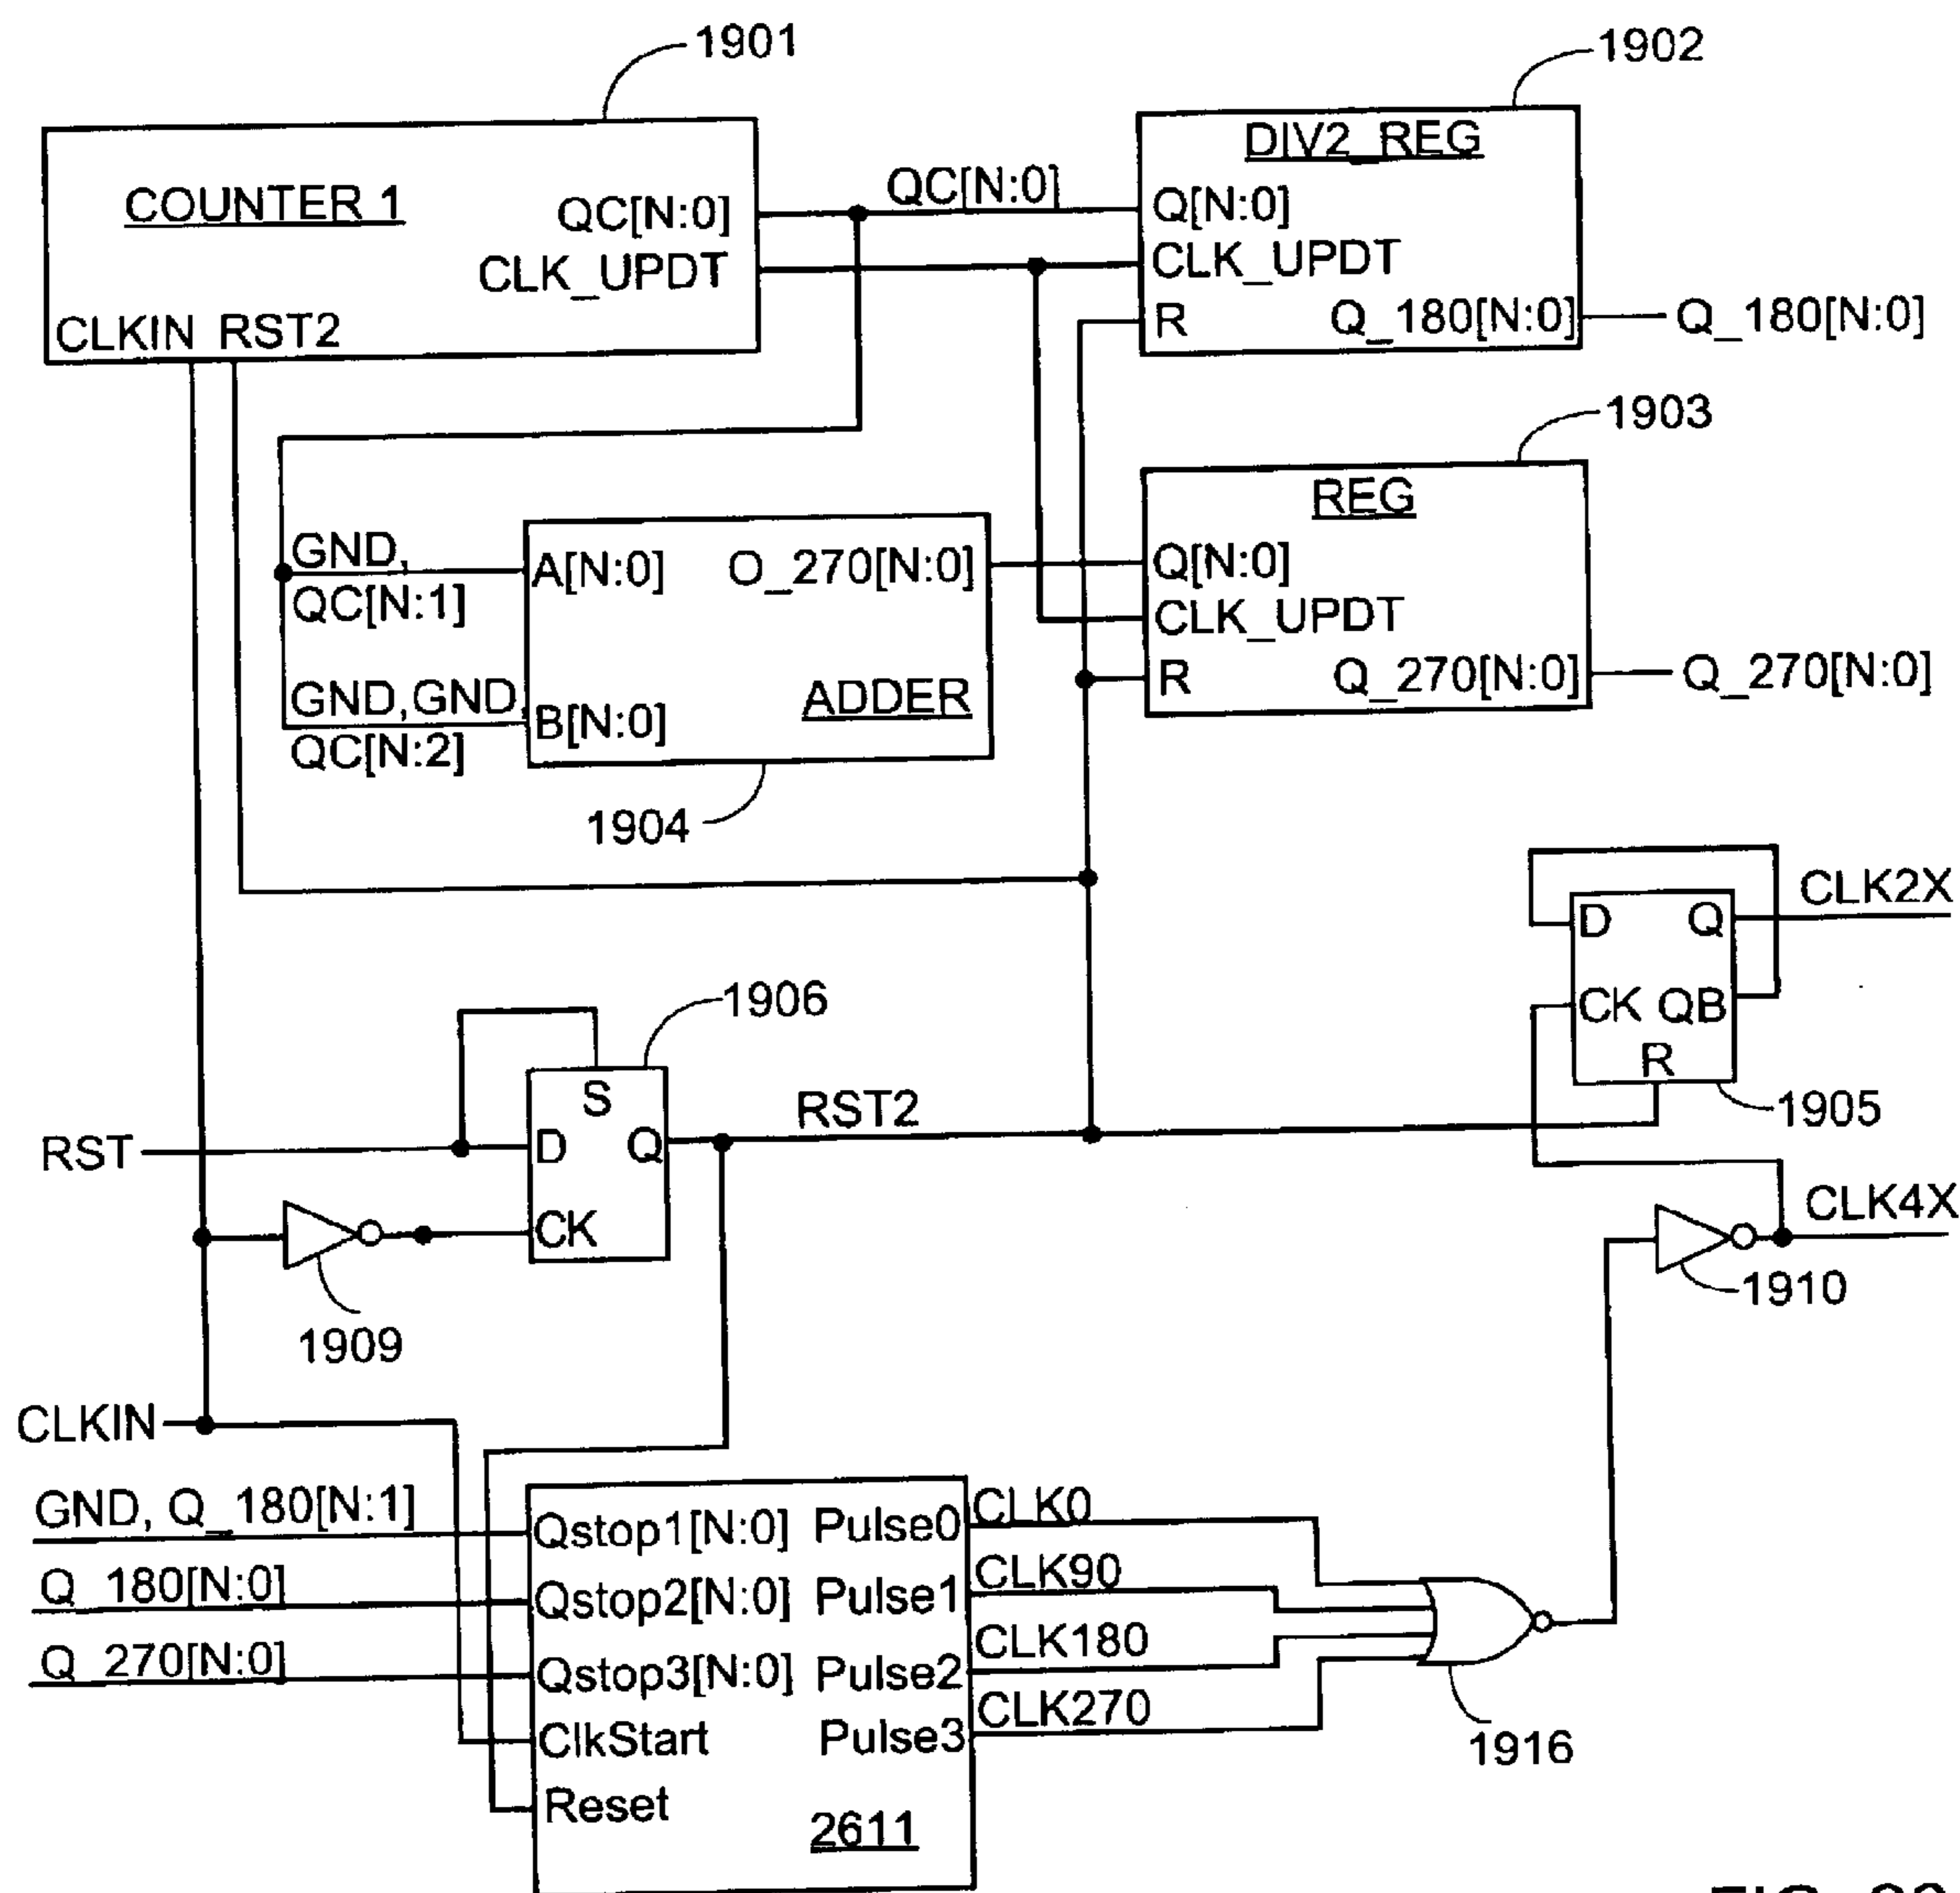 1901
1902
COUNTER 1
QC[N:0]
CLK_UPDT
CLKIN RST2
QC[N:0]
DIV2_REG
Q[N:0]
CLK_UPDT
R
Q_180[N:0]
Q_180[N:0]
1903
REG
Q[N:0]
CLK_UPDT
R
Q_270[N:0]
Q_270[N:0]
GND,
QC[N:1]
GND,GND,
QC[N:2]
A[N:0]
O_270[N:0]
B[N:0]
ADDER
1904
D
Q
CK
QB
R
CLK2X
1905
1906
S
D
Q
CK
RST
RST2
1909
CLK4X
1910
CLKIN
GND, Q_180[N:1]
Q_180[N:0]
Q_270[N:0]
Qstop1[N:0]
Pulse0
Qstop2[N:0]
Pulse1
Qstop3[N:0]
Pulse2
ClkStart
Pulse3
Reset
2611
CLK0
CLK90
CLK180
CLK270
1916